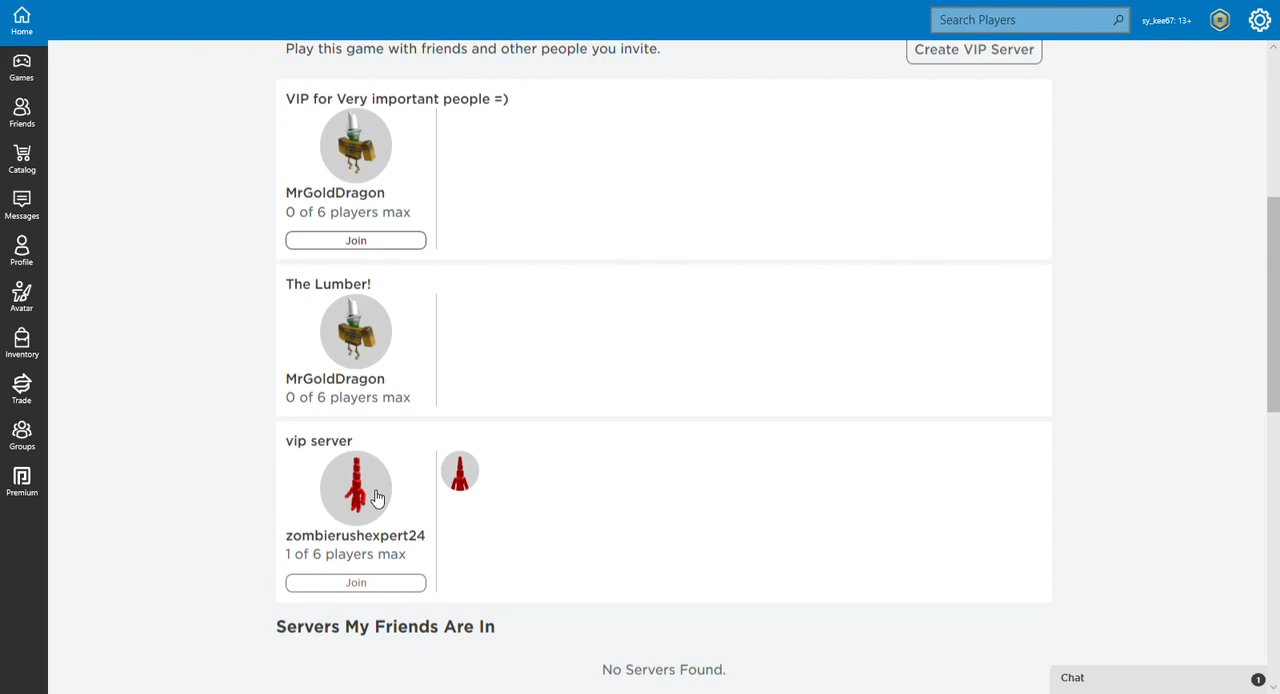 Search Players
sy_kee67: 13+
Home
Games
Friends
Catalog
Messages
Profile
Avatar
Inventory
Trade
Groups
Premium
Play this game with friends and other people you invite.
Create VIP Server
VIP for Very important people =)
MrGoldDragon
0 of 6 players max
Join
The Lumber!
MrGoldDragon
0 of 6 players max
vip server
zombierushexpert24
1 of 6 players max
Join
Servers My Friends Are In
No Servers Found.
Chat
1